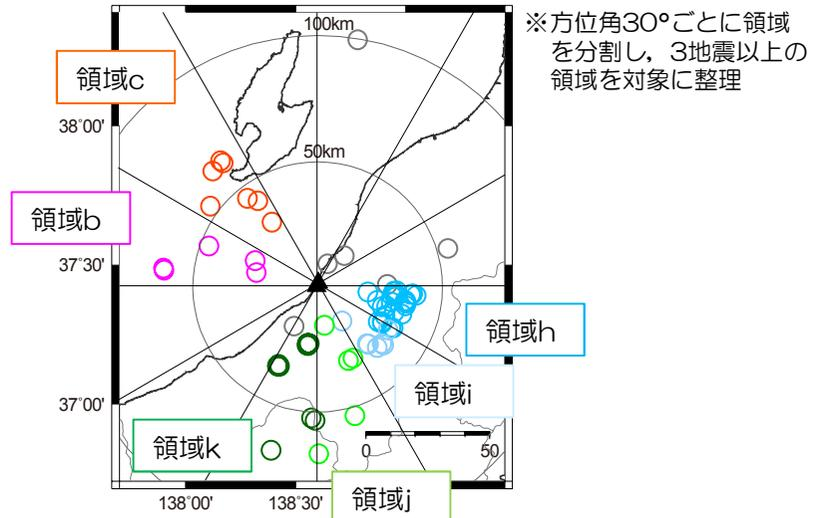 100km
※方位角30°ごとに領域
を分割し，3地震以上の
領域を対象に整理
領域c
38°00'
50km
領域b
37°30'
領域h
領域i
37°00'
領域k
0
50
138°00'
138°30'
領域j